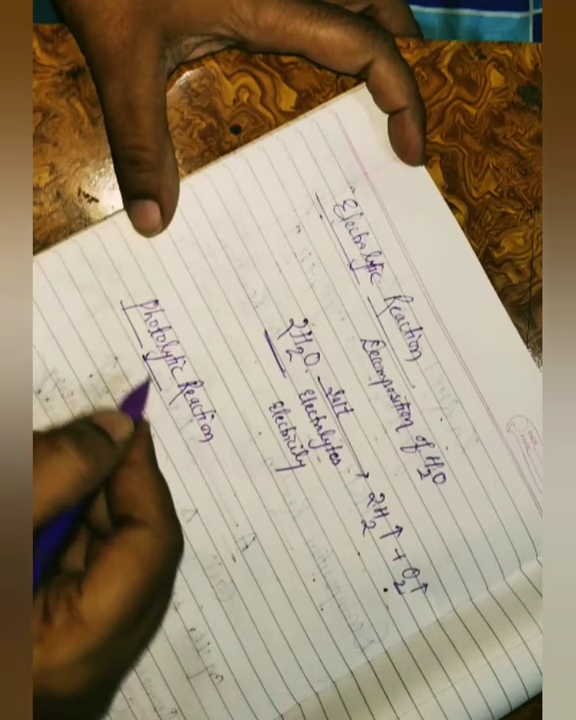 Electrolytic Reaction
Decomposition of H2O
2H2O salt → 2H2↑ + O2↑
Electrolytes
Electricity
Photolytic Reaction